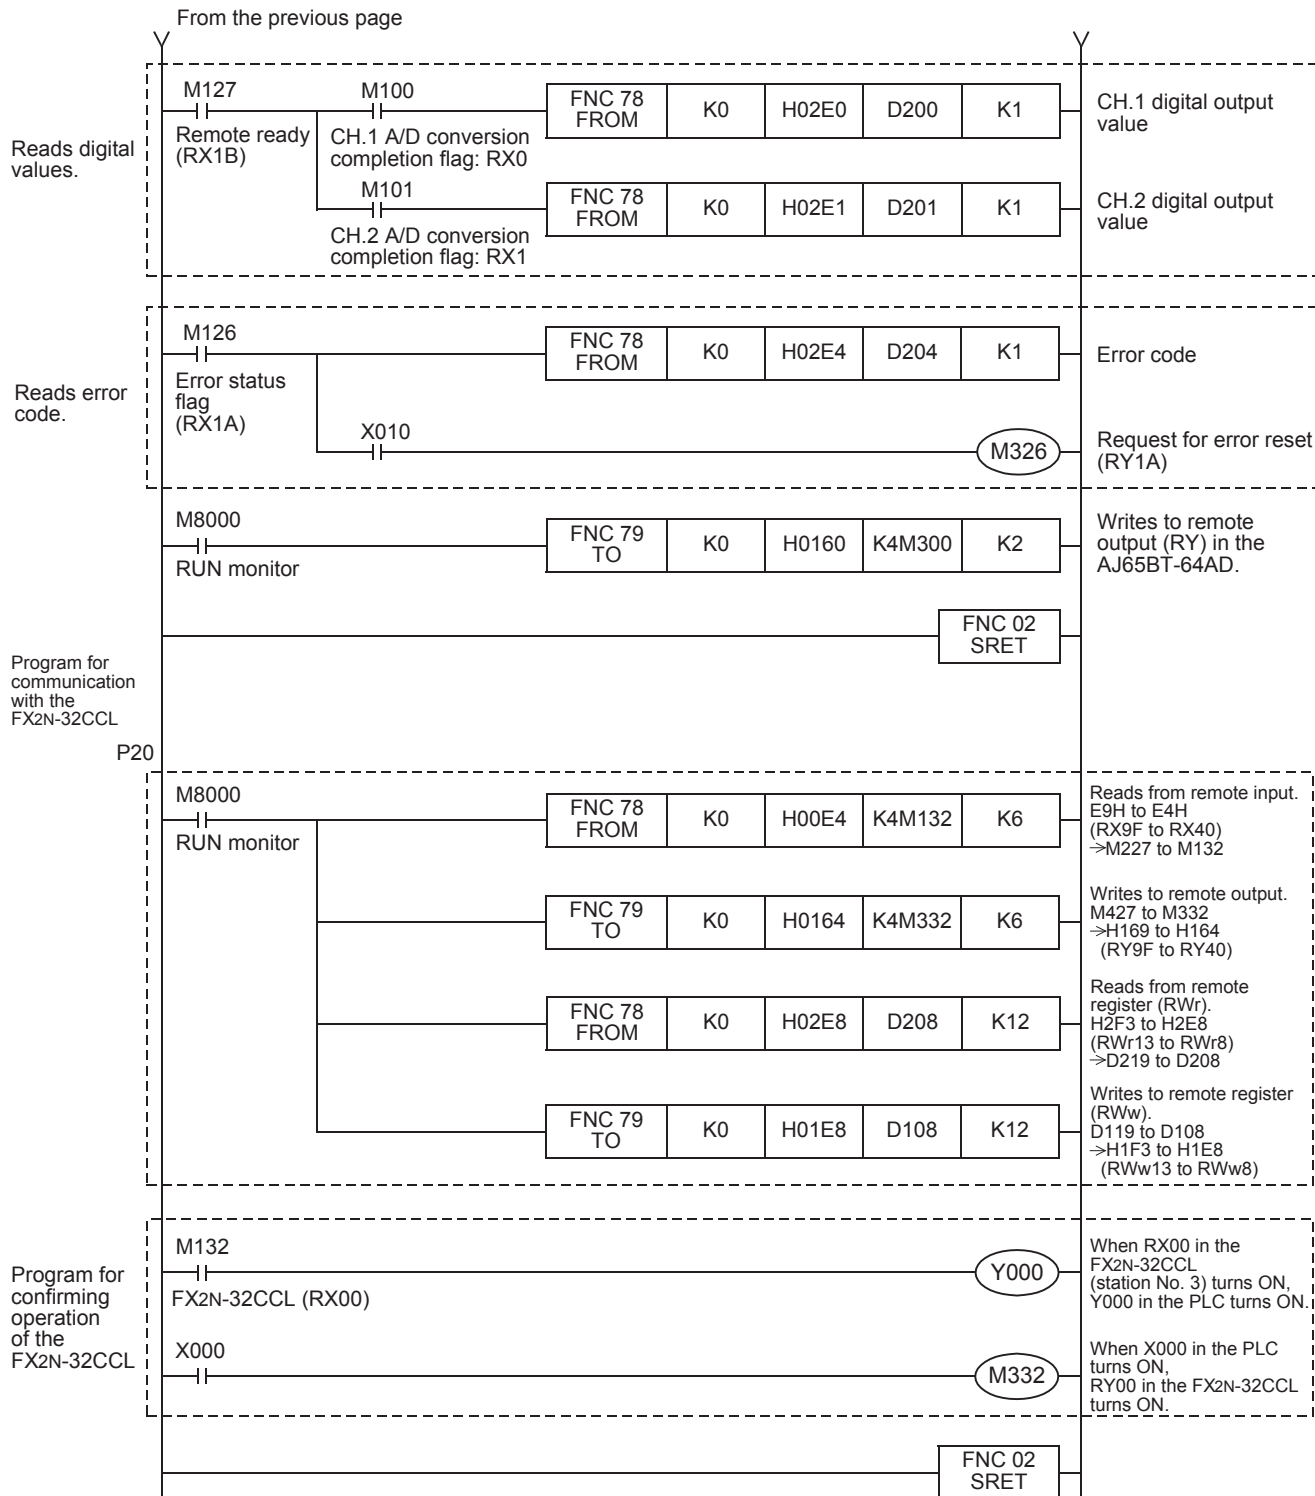 From the previous page
Reads digital
values.
M127
Remote ready
(RX1B)
M100
CH.1 A/D conversion
completion flag: RX0
FNC 78
FROM
K0
H02E0
D200
K1
CH.1 digital output
value
M101
CH.2 A/D conversion
completion flag: RX1
FNC 78
FROM
K0
H02E1
D201
K1
CH.2 digital output
value
Reads error
code.
M126
Error status
flag
(RX1A)
FNC 78
FROM
K0
H02E4
D204
K1
Error code
X010
M326
Request for error reset
(RY1A)
M8000
RUN monitor
FNC 79
TO
K0
H0160
K4M300
K2
Writes to remote
output (RY) in the
AJ65BT-64AD.
FNC 02
SRET
Program for
communication
with the
FX2N-32CCL
P20
M8000
RUN monitor
FNC 78
FROM
K0
H00E4
K4M132
K6
Reads from remote input.
E9H to E4H
(RX9F to RX40)
→M227 to M132
FNC 79
TO
K0
H0164
K4M332
K6
Writes to remote output.
M427 to M332
→H169 to H164
(RY9F to RY40)
FNC 78
FROM
K0
H02E8
D208
K12
Reads from remote
register (RWr).
H2F3 to H2E8
(RWr13 to RWr8)
→D219 to D208
FNC 79
TO
K0
H01E8
D108
K12
Writes to remote register
(RWw).
D119 to D108
→H1F3 to H1E8
(RWw13 to RWw8)
Program for
confirming
operation
of the
FX2N-32CCL
M132
FX2N-32CCL (RX00)
Y000
When RX00 in the
FX2N-32CCL
(station No. 3) turns ON,
Y000 in the PLC turns ON.
X000
M332
When X000 in the PLC
turns ON,
RY00 in the FX2N-32CCL
turns ON.
FNC 02
SRET